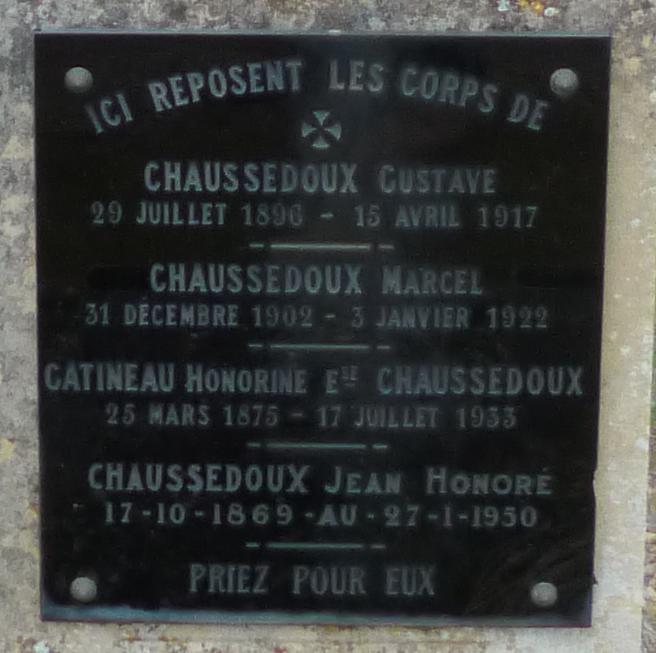 ICI REPOSENT LES CORPS DE
CHAUSSEDOUX GUSTAVE
29 JUILLET 1896 - 15 AVRIL 1917
CHAUSSEDOUX MARCEL
31 DÉCEMBRE 1902 - 3 JANVIER 1922
GATINEAU HONORINE Ese CHAUSSEDOUX
25 MARS 1875 - 17 JUILLET 1933
CHAUSSEDOUX JEAN HONORÉ
17-10-1869-AU-27-1-1950
PRIEZ POUR EUX